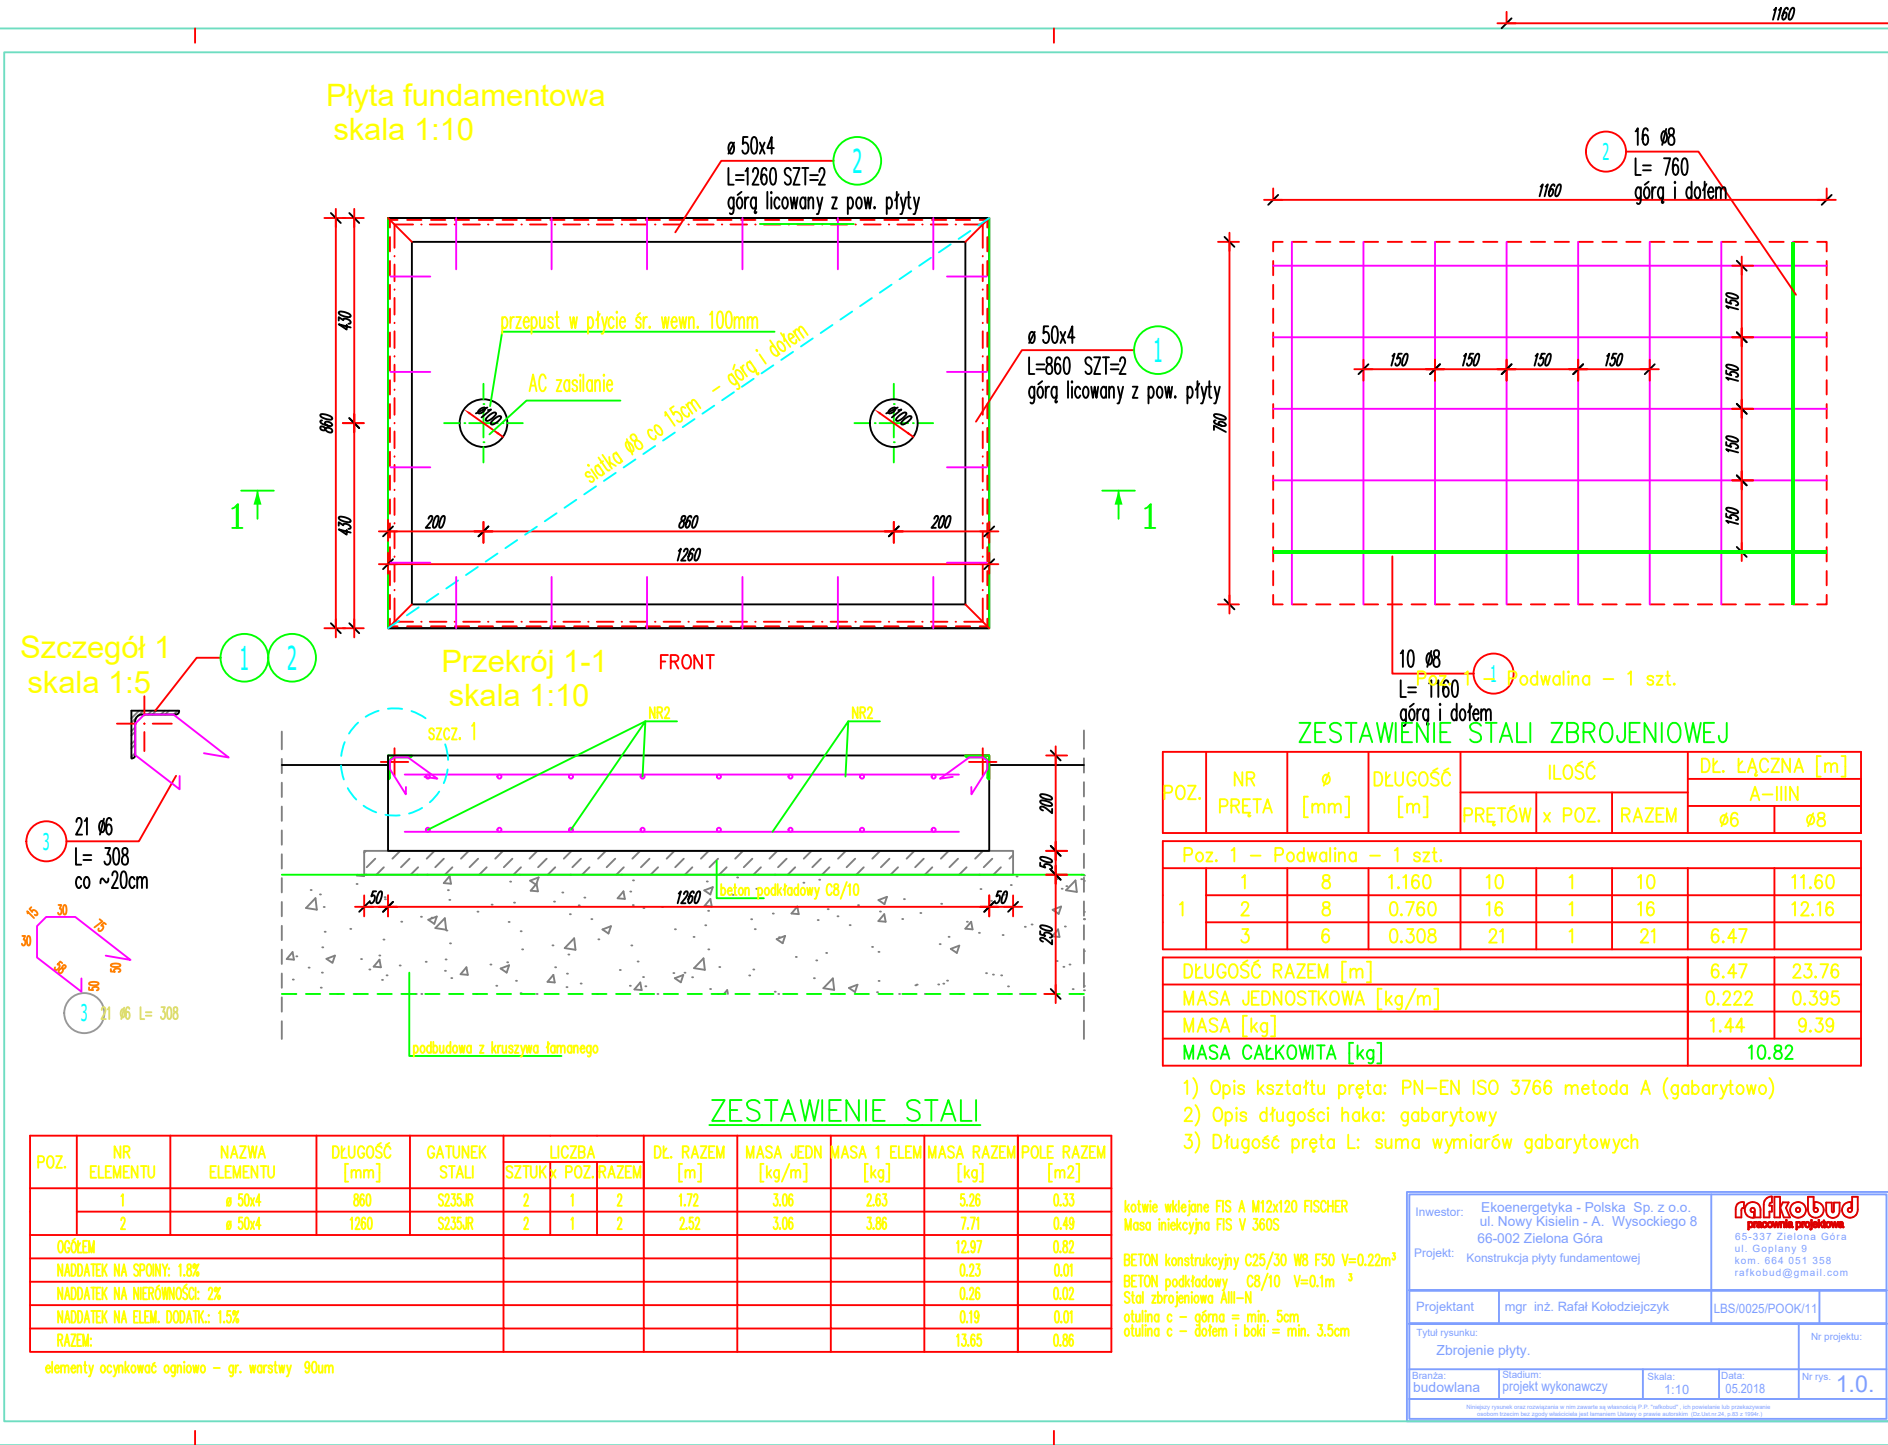 1160
Płyta fundamentowa
skala 1:10
ø 50x4
L=1260 SZT=2
górą licowany z pow. płyty
2
2
16 ø8
L= 760
górą i dołem
1160
860
430
430
przepust w płycie śr. wewn. 100mm
AC zasilanie
ø100
ø100
siatka ø8 co 15cm - górą i dołem
ø 50x4
L=860 SZT=2
górą licowany z pow. płyty
1
200
860
200
1260
1
1
760
150
150
150
150
150
150
150
150
10 ø8
L= 1160
górą i dołem
1
Poz. 1 - Podwalina - 1 szt.
Szczegół 1
skala 1:5
1
2
3
21 ø6
L= 308
co ~20cm
15
30
75
30
58
50
50
3
21 ø6 L= 308
Przekrój 1-1
skala 1:10
FRONT
szcz. 1
NR2
NR2
200
50
250
50
1260
50
beton podkładowy C8/10
podbudowa z kruszywa łamanego
ZESTAWIENIE STALI ZBROJENIOWEJ
POZ. NR PRĘTA ø [mm] DŁUGOŚĆ [m] ILOŚĆ DŁ. ŁĄCZNA [m]
PRĘTÓW x POZ. RAZEM A-IIIN
ø6 ø8
Poz. 1 - Podwalina - 1 szt.
1 1 8 1.160 10 1 10 11.60
2 8 0.760 16 1 16 12.16
3 6 0.308 21 1 21 6.47
DŁUGOŚĆ RAZEM [m] 6.47 23.76
MASA JEDNOSTKOWA [kg/m] 0.222 0.395
MASA [kg] 1.44 9.39
MASA CAŁKOWITA [kg] 10.82
1) Opis kształtu pręta: PN-EN ISO 3766 metoda A (gabarytowo)
2) Opis długości haka: gabarytowy
3) Długość pręta L: suma wymiarów gabarytowych
ZESTAWIENIE STALI
POZ. NR ELEMENTU NAZWA ELEMENTU DŁUGOŚĆ [mm] GATUNEK STALI LICZBA DŁ. RAZEM [m] MASA JEDN [kg/m] MASA 1 ELEM [kg] MASA RAZEM [kg] POLE RAZEM [m2]
SZTUK x POZ. RAZEM
1 ø 50x4 860 S235JR 2 1 2 1.72 3.06 2.63 5.26 0.33
2 ø 50x4 1260 S235JR 2 1 2 2.52 3.06 3.86 7.71 0.49
OGÓŁEM 12.97 0.82
NADDATEK NA SPOINY: 1.8% 0.23 0.01
NADDATEK NA NIERÓWNOŚCI: 2% 0.26 0.02
NADDATEK NA ELEM. DODATK.: 1.5% 0.19 0.01
RAZEM: 13.65 0.86
elementy ocynkować ogniowo - gr. warstwy 90um
kotwie wklejane FIS A M12x120 FISCHER
Masa iniekcyjna FIS V 360S
BETON konstrukcyjny C25/30 W8 F50 V=0.22m³
BETON podkładowy C8/10 V=0.1m ³
Stal zbrojeniowa AIII-N
otulina c - górna = min. 5cm
otulina c - dołem i boki = min. 3.5cm
Inwestor: Ekoenergetyka - Polska Sp. z o.o.
ul. Nowy Kisielin - A. Wysockiego 8
66-002 Zielona Góra
Projekt: Konstrukcja płyty fundamentowej
rafkobud
pracownia projektowa
65-337 Zielona Góra
ul. Goplany 9
kom. 664 051 358
rafkobud@gmail.com
Projektant mgr inż. Rafał Kołodziejczyk LBS/0025/POOK/11
Tytuł rysunku:
Zbrojenie płyty.
Nr projektu:
Branża: budowlana
Stadium: projekt wykonawczy
Skala: 1:10
Data: 05.2018
Nr rys. 1.0.